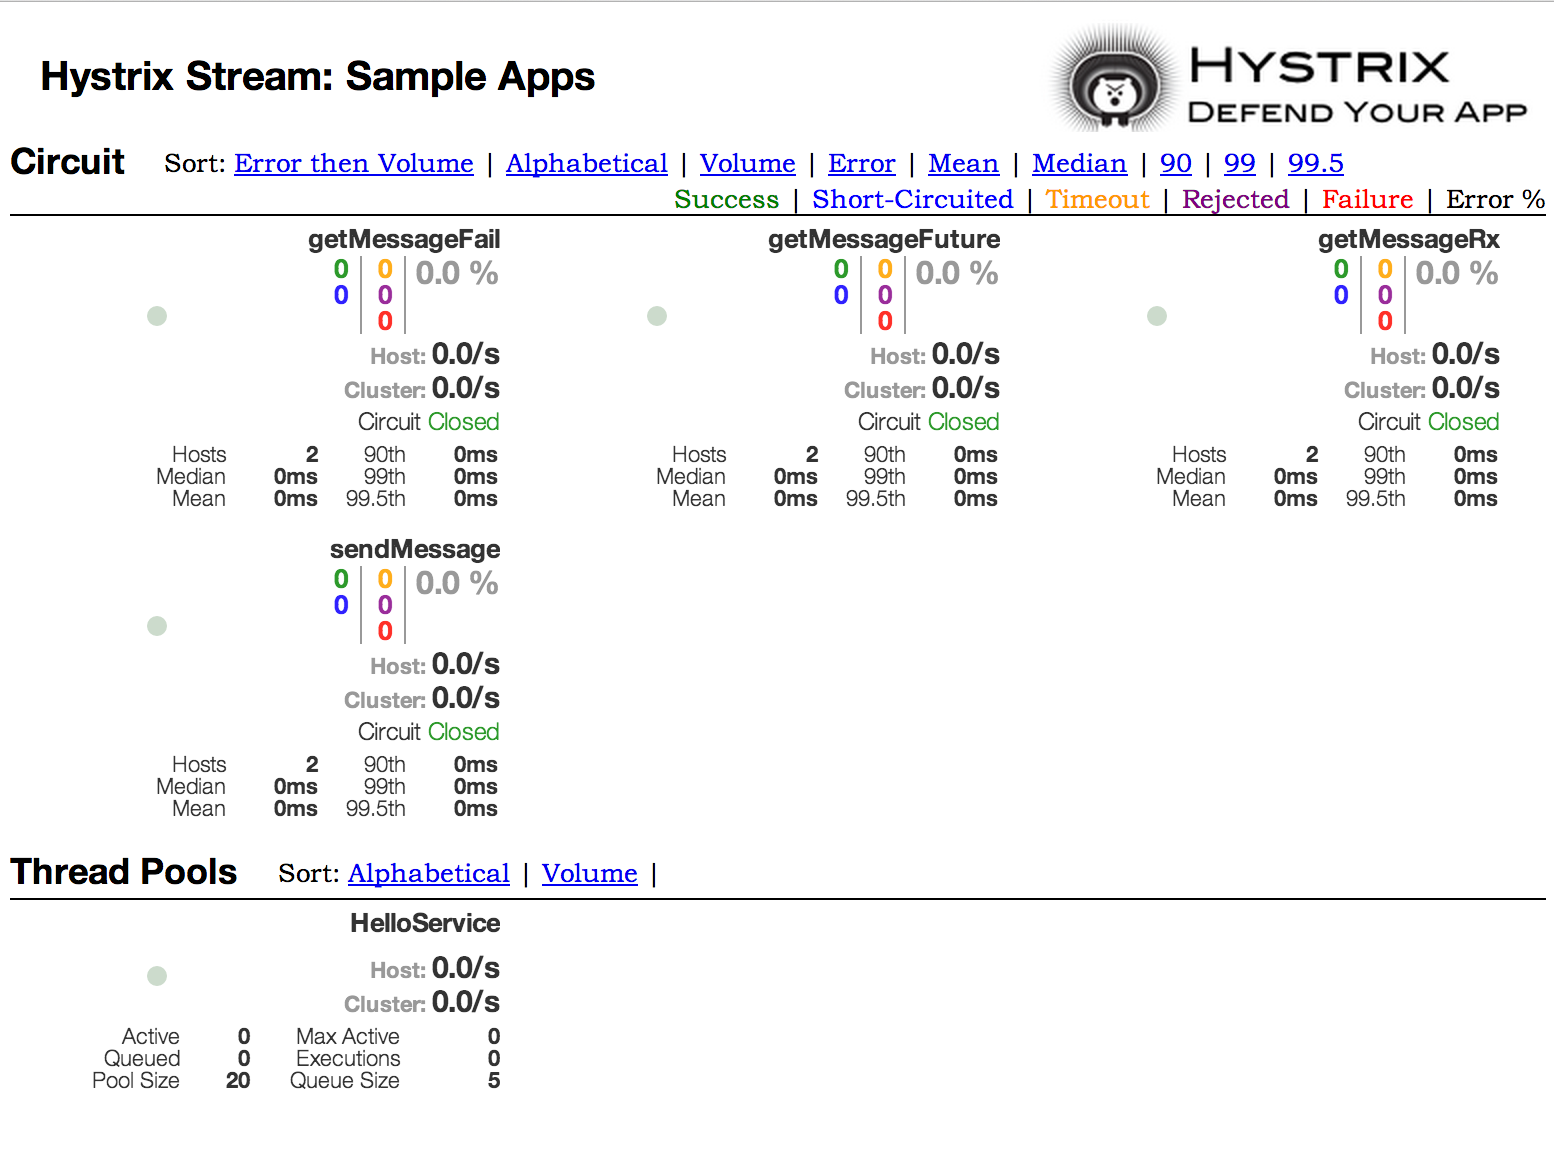 Hystrix Stream: Sample Apps
HYSTRIX
DEFEND YOUR APP
Circuit Sort: Error then Volume | Alphabetical | Volume | Error | Mean | Median | 90 | 99 | 99.5
Success | Short-Circuited | Timeout | Rejected | Failure | Error %
getMessageFail
0 0 0.0 %
0 0
0
Host: 0.0/s
Cluster: 0.0/s
Circuit Closed
Hosts 2 90th 0ms
Median 0ms 99th 0ms
Mean 0ms 99.5th 0ms
getMessageFuture
0 0 0.0 %
0 0
0
Host: 0.0/s
Cluster: 0.0/s
Circuit Closed
Hosts 2 90th 0ms
Median 0ms 99th 0ms
Mean 0ms 99.5th 0ms
getMessageRx
0 0 0.0 %
0 0
0
Host: 0.0/s
Cluster: 0.0/s
Circuit Closed
Hosts 2 90th 0ms
Median 0ms 99th 0ms
Mean 0ms 99.5th 0ms
sendMessage
0 0 0.0 %
0 0
0
Host: 0.0/s
Cluster: 0.0/s
Circuit Closed
Hosts 2 90th 0ms
Median 0ms 99th 0ms
Mean 0ms 99.5th 0ms
Thread Pools Sort: Alphabetical | Volume |
HelloService
Host: 0.0/s
Cluster: 0.0/s
Active 0 Max Active 0
Queued 0 Executions 0
Pool Size 20 Queue Size 5